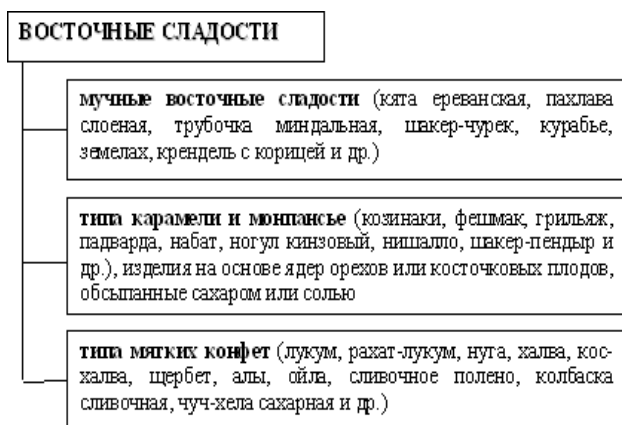 ВОСТОЧНЫЕ СЛАДОСТИ
мучные восточные сладости (кята ереванская, пахлава
слоеная, трубочка миндальная, шакер-чурек, курабье,
земелах, крендель с корицей и др.)
типа карамели и монпансье (козинаки, фешмак, грильяж,
падварда, набат, ногул кинзовый, нишалло, шакер-пендыр и
др.), изделия на основе ядер орехов или косточковых плодов,
обсыпанные сахаром или солью
типа мягких конфет (лукум, рахат-лукум, нуга, халва, кос-
халва, щербет, алы, ойла, сливочное полено, колбаска
сливочная, чуч-хела сахарная и др.)